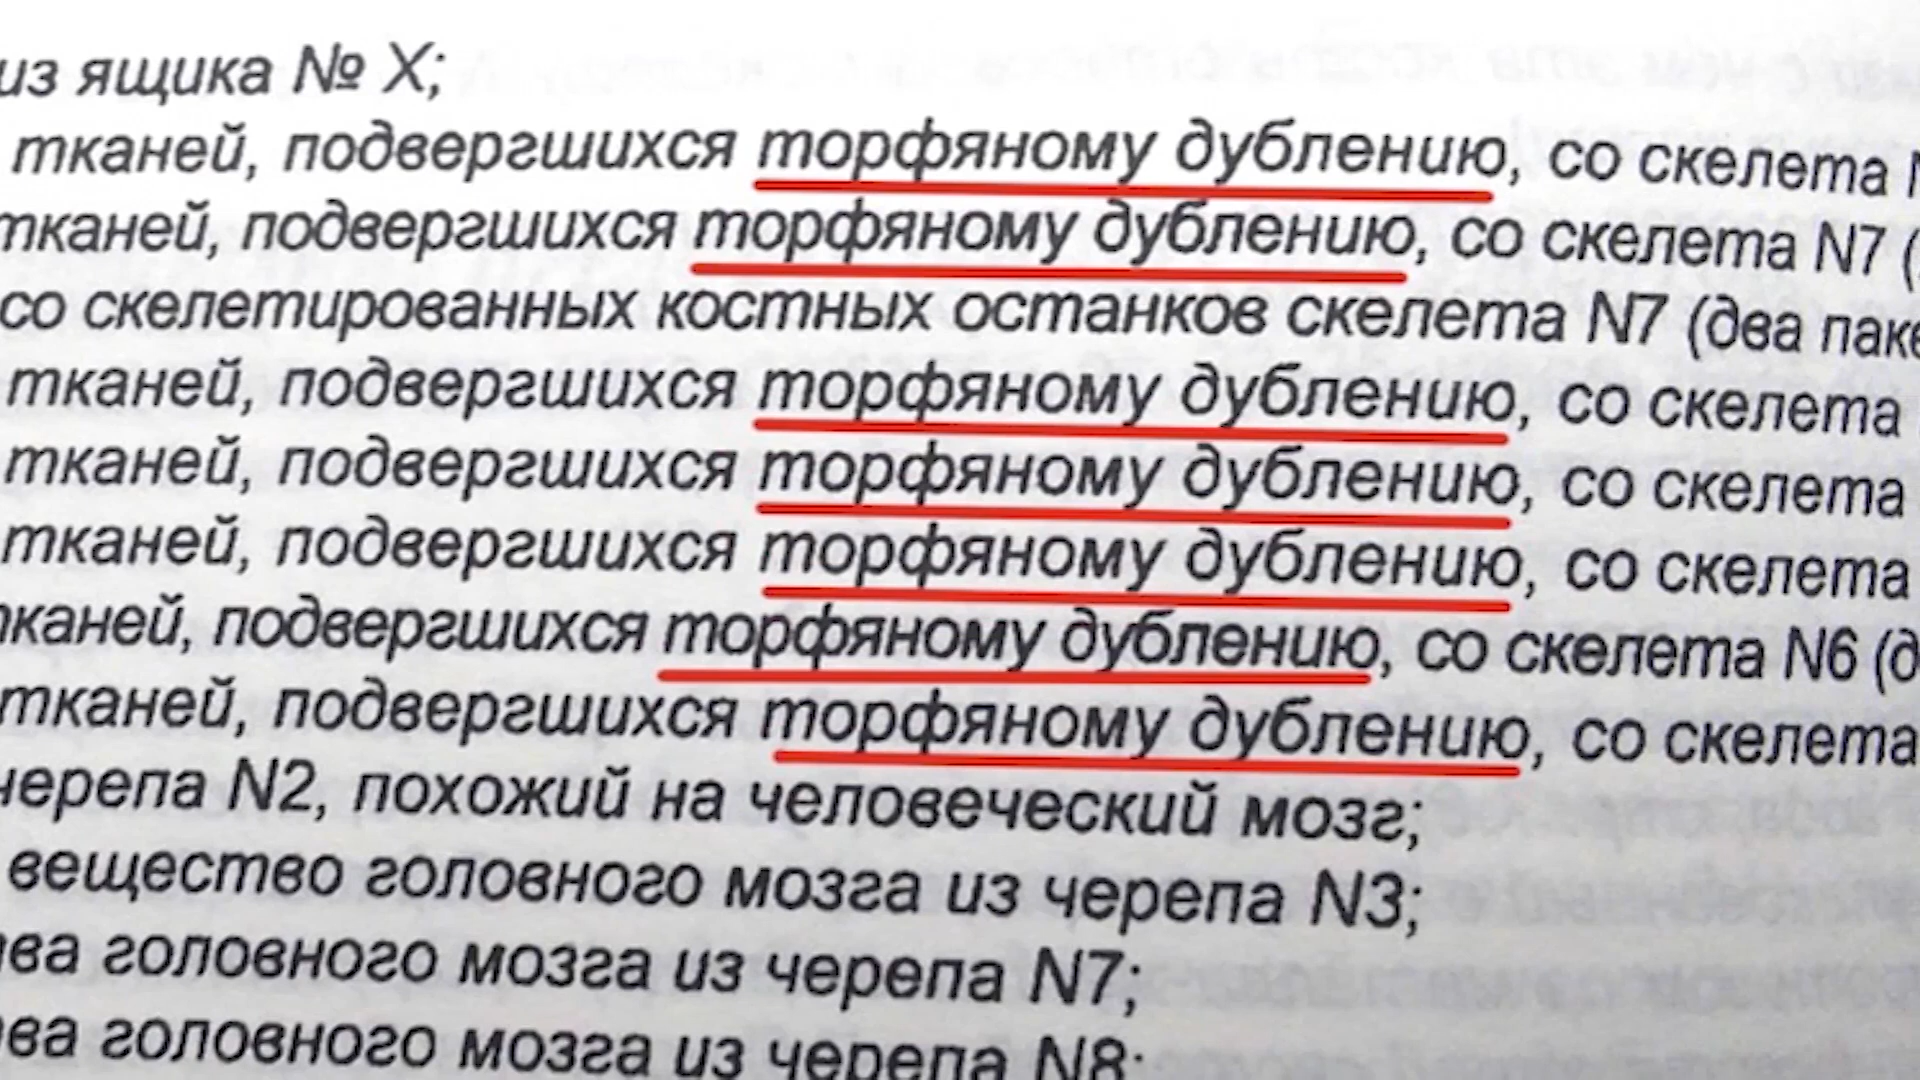 из ящика № X;
тканей, подвергшихся торфяному дублению, со скелета
тканей, подвергшихся торфяному дублению, со скелета N7 (
со скелетированных костных останков скелета N7 (два
тканей, подвергшихся торфяному дублению, со скелета
тканей, подвергшихся торфяному дублению, со скелета
тканей, подвергшихся торфяному дублению, со скелета
тканей, подвергшихся торфяному дублению, со скелета N6 (
тканей, подвергшихся торфяному дублению, со скелета
черепа N2, похожий на человеческий мозг;
вещество головного мозга из черепа N3;
ва головного мозга из черепа N7;
ва головного мозга из черепа N8;